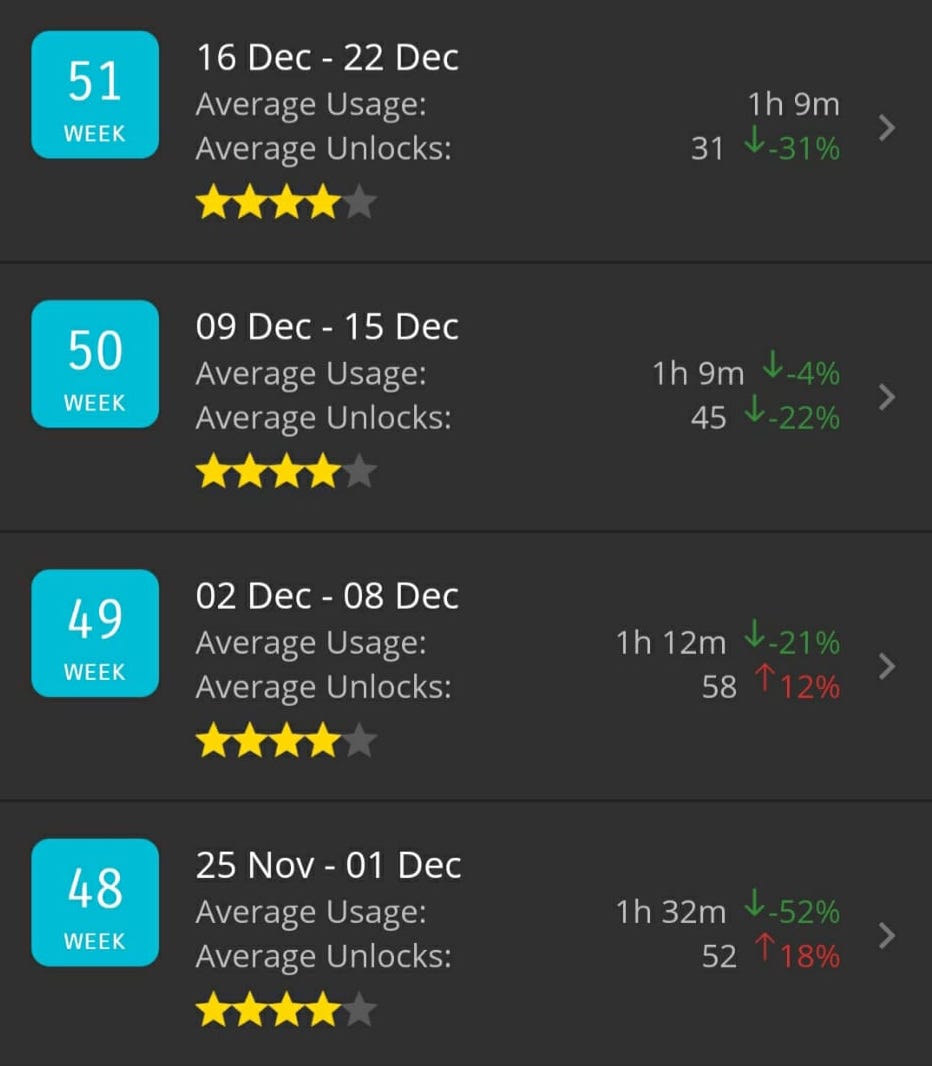 51
WEEK
16 Dec - 22 Dec
Average Usage: 1h 9m
Average Unlocks: 31 ↓-31%
50
WEEK
09 Dec - 15 Dec
Average Usage: 1h 9m ↓-4%
Average Unlocks: 45 ↓-22%
49
WEEK
02 Dec - 08 Dec
Average Usage: 1h 12m ↓-21%
Average Unlocks: 58 ↑12%
48
WEEK
25 Nov - 01 Dec
Average Usage: 1h 32m ↓-52%
Average Unlocks: 52 ↑18%